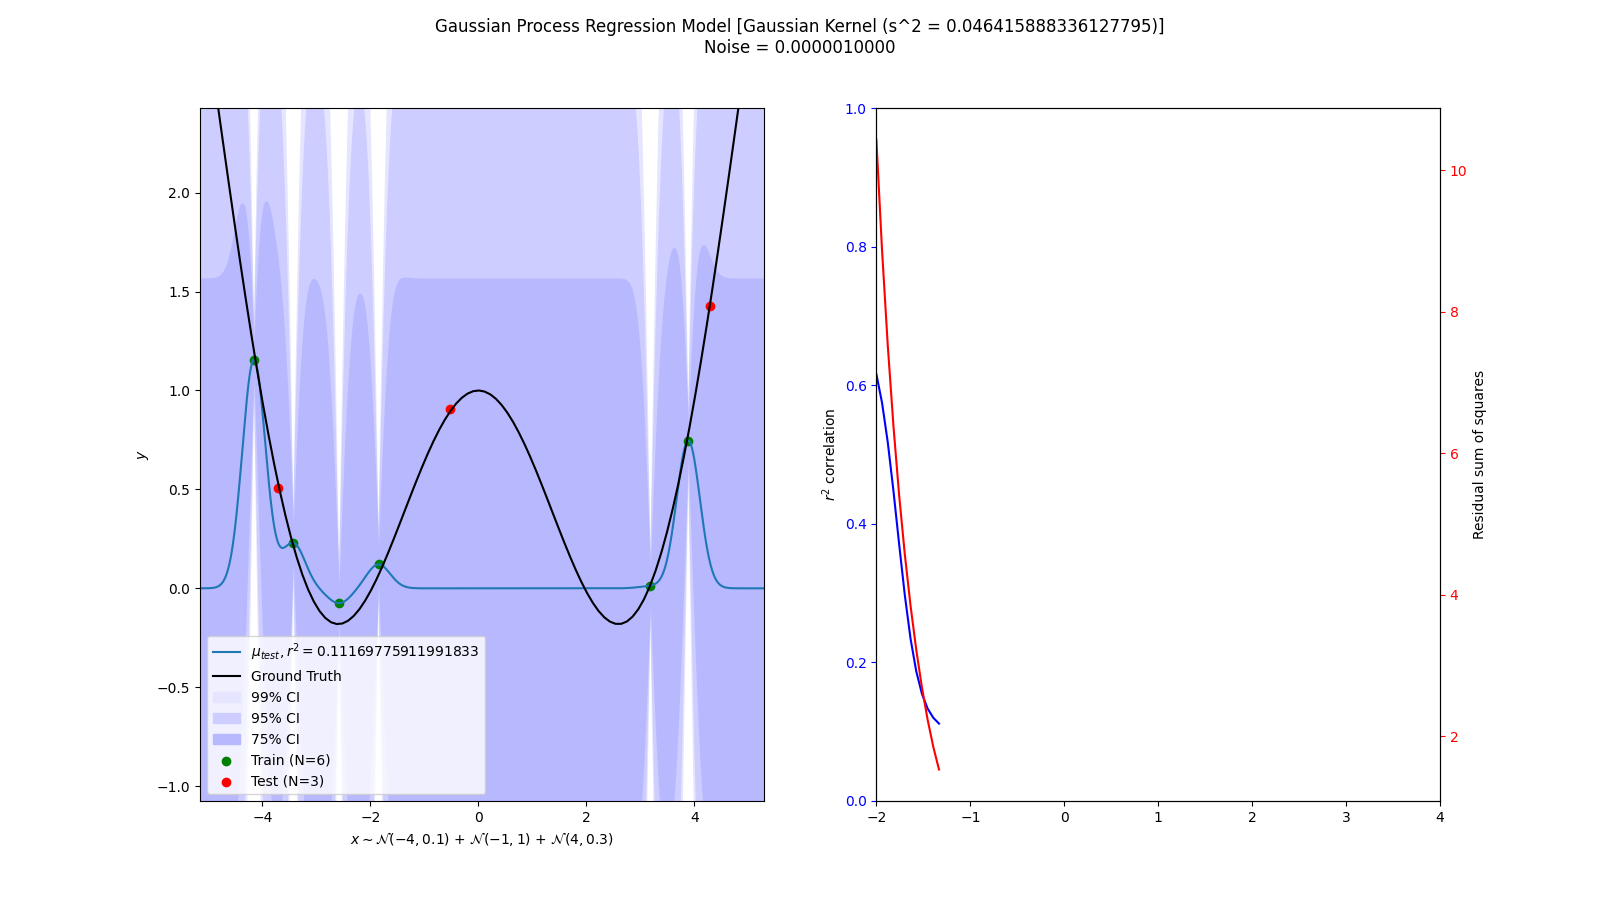 Gaussian Process Regression Model [Gaussian Kernel (s^2 = 0.046415888336127795)]
Noise = 0.0000010000
2.0
1.5
1.0
0.5
0.0
−0.5
−1.0
y
μ_test, r² = 0.11169775911991833
Ground Truth
99% CI
95% CI
75% CI
Train (N=6)
Test (N=3)
−4 −2 0 2 4
x ~ 𝒩(−4, 0.1) + 𝒩(−1, 1) + 𝒩(4, 0.3)
1.0
0.8
0.6
0.4
0.2
0.0
r² correlation
−2 −1 0 1 2 3 4
10
8
6
4
2
Residual sum of squares